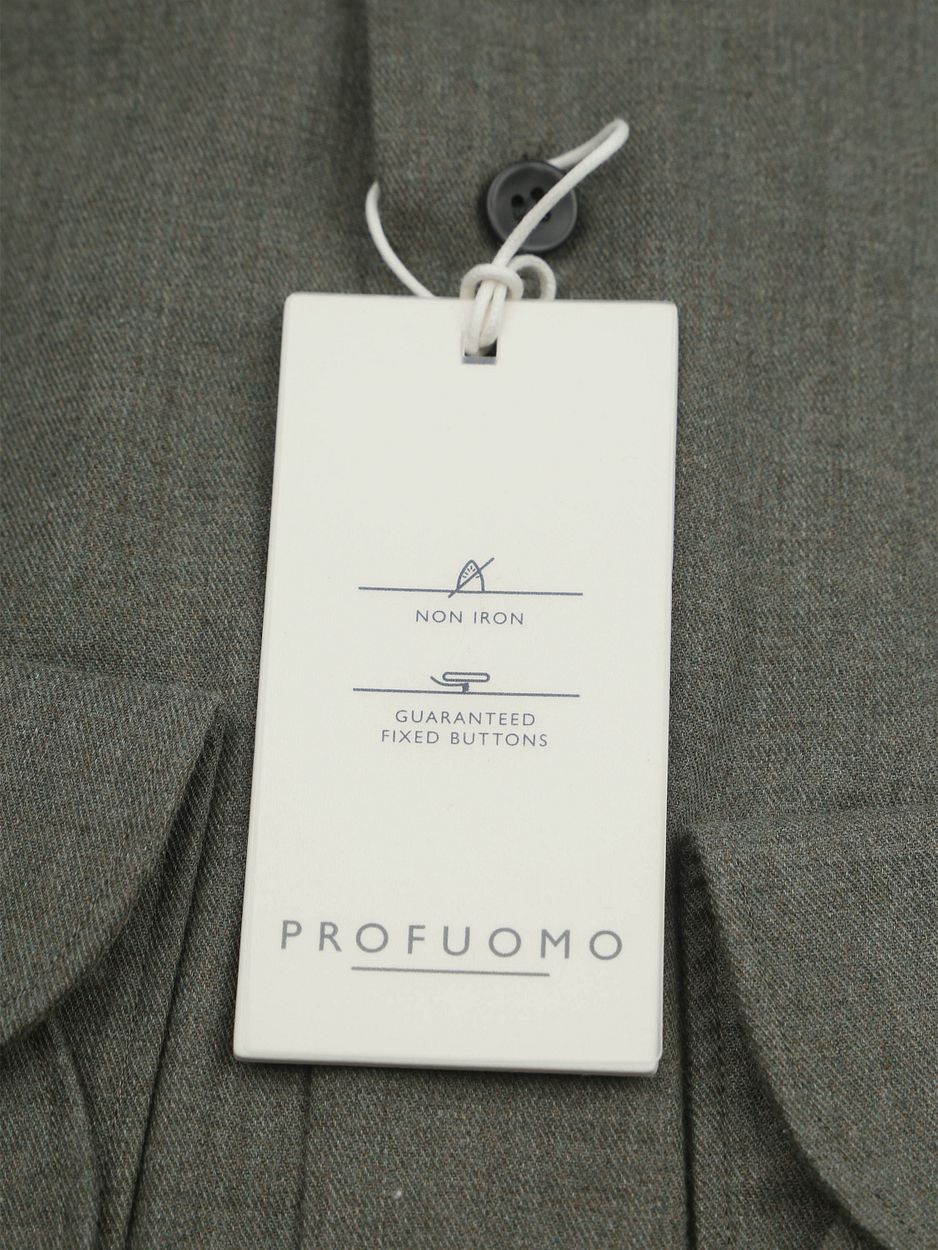 NON IRON
GUARANTEED
FIXED BUTTONS
PROFUOMO